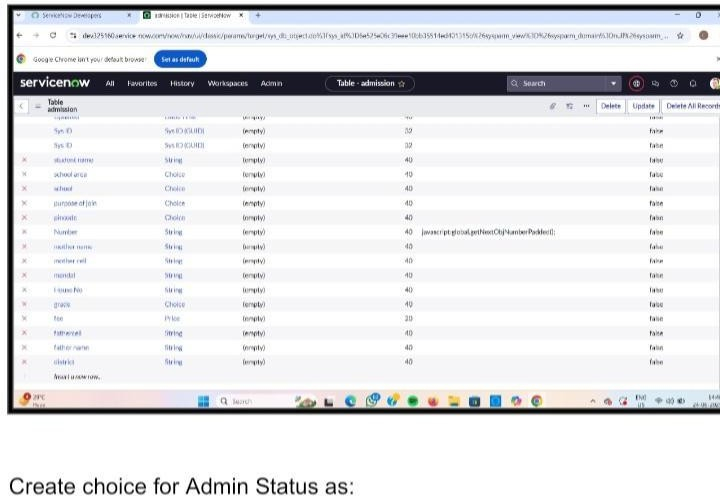 ServiceNow Developers
admission | Table | ServiceNow
Google Chrome isn't your default browser
Set as default
servicenow All Favorites History Workspaces Admin
Table - admission
Search
Table
admission
Delete Update Delete All Records
Sys ID Sys ID (GUID) (empty) 32 false
Sys ID Sys ID (GUID) (empty) 32 false
student name String (empty) 40 false
school area Choice (empty) 40 false
school Choice (empty) 40 false
purpose of join Choice (empty) 40 false
pincode Choice (empty) 40 false
Number String (empty) 40 javascript:global.getNextObjNumberPadded(); false
mother name String (empty) 40 false
mother cell String (empty) 40 false
mandal String (empty) 40 false
House No String (empty) 40 false
grade Choice (empty) 40 false
fee Price (empty) 20 false
fathercell String (empty) 40 false
father name String (empty) 40 false
district String (empty) 40 false
Insert a new row...
Search
ENG
Create choice for Admin Status as: